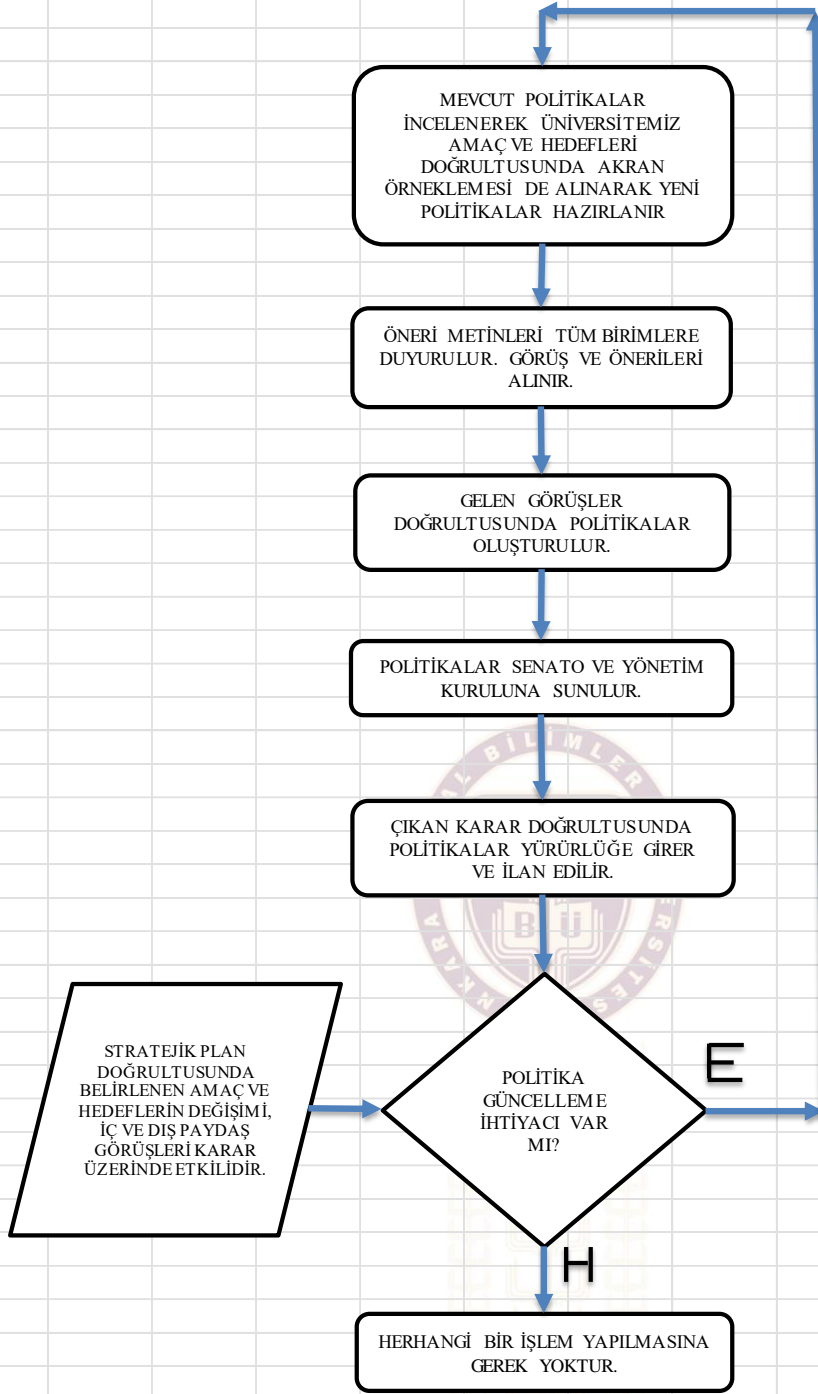 MEVCUT POLİTİKALAR
İNCELENEREK ÜNİVERSİTEMİZ
AMAÇ VE HEDEFLERİ
DOĞRULTUSUNDA AKRAN
ÖRNEKLEMESİ DE ALINARAK YENİ
POLİTİKALAR HAZIRLANIR
ÖNERİ METİNLERİ TÜM BİRİMLERE
DUYURULUR. GÖRÜŞ VE ÖNERİLERİ
ALINIR.
GELEN GÖRÜŞLER
DOĞRULTUSUNDA POLİTİKALAR
OLUŞTURULUR.
POLİTİKALAR SENATO VE YÖNETİM
KURULUNA SUNULUR.
BİLİMLER
ÇIKAN KARAR DOĞRULTUSUNDA
POLİTİKALAR YÜRÜRLÜĞE GİRER
VE İLAN EDİLİR.
BÜ
STRATEJİK PLAN
DOĞRULTUSUNDA
BELİRLENEN AMAÇ VE
HEDEFLERİN DEĞİŞİMİ,
İÇ VE DIŞ PAYDAŞ
GÖRÜŞLERİ KARAR
ÜZERİNDE ETKİLİDİR.
POLİTİKA
GÜNCELLEME
İHTİYACI VAR
MI?
E
H
HERHANGİ BİR İŞLEM YAPILMASINA
GEREK YOKTUR.